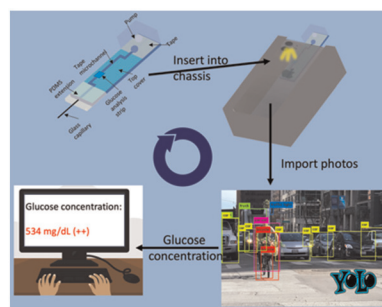 Pump
Tape
Tape
microchannel
PDMS
extension
Top
cover
Glucose
analysis
strip
Glass
capillary
Insert into
chassis
Import photos
Glucose concentration:
534 mg/dL (++)
Glucose
concentration
YOLO